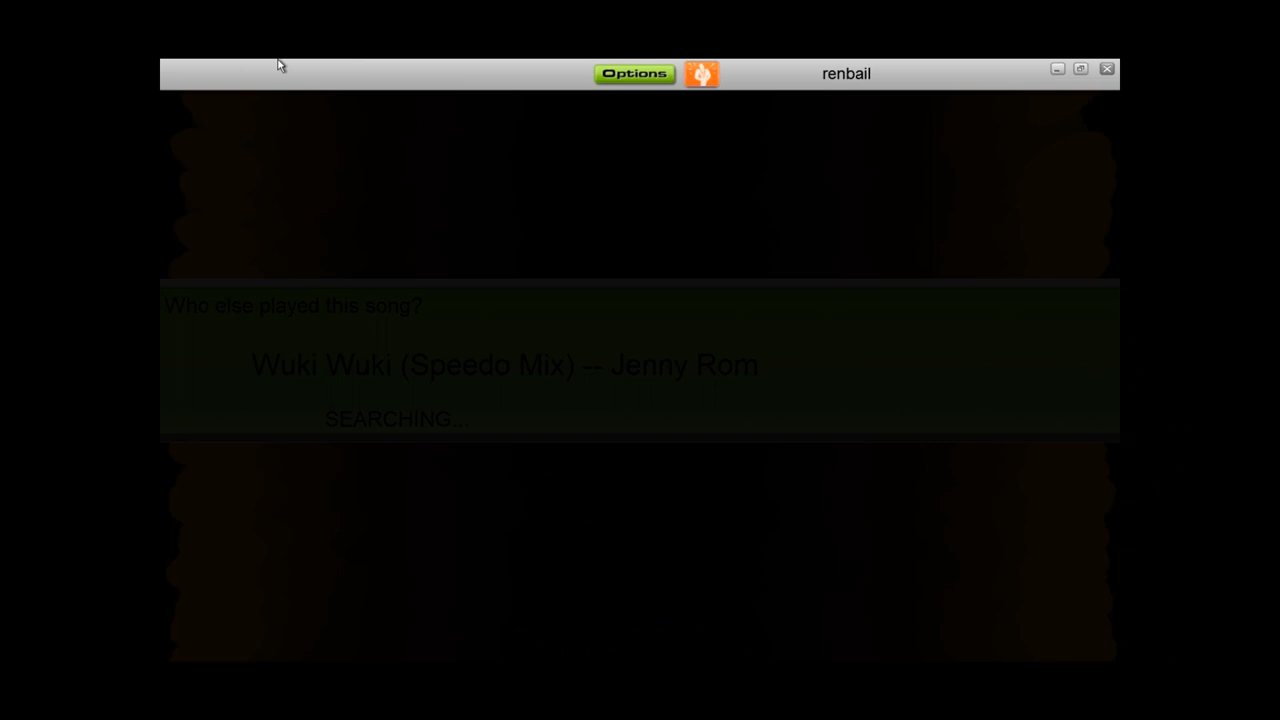 Options
renbail
Who else played this song?
Wuki Wuki (Speedo Mix) -- Jenny Rom
SEARCHING...